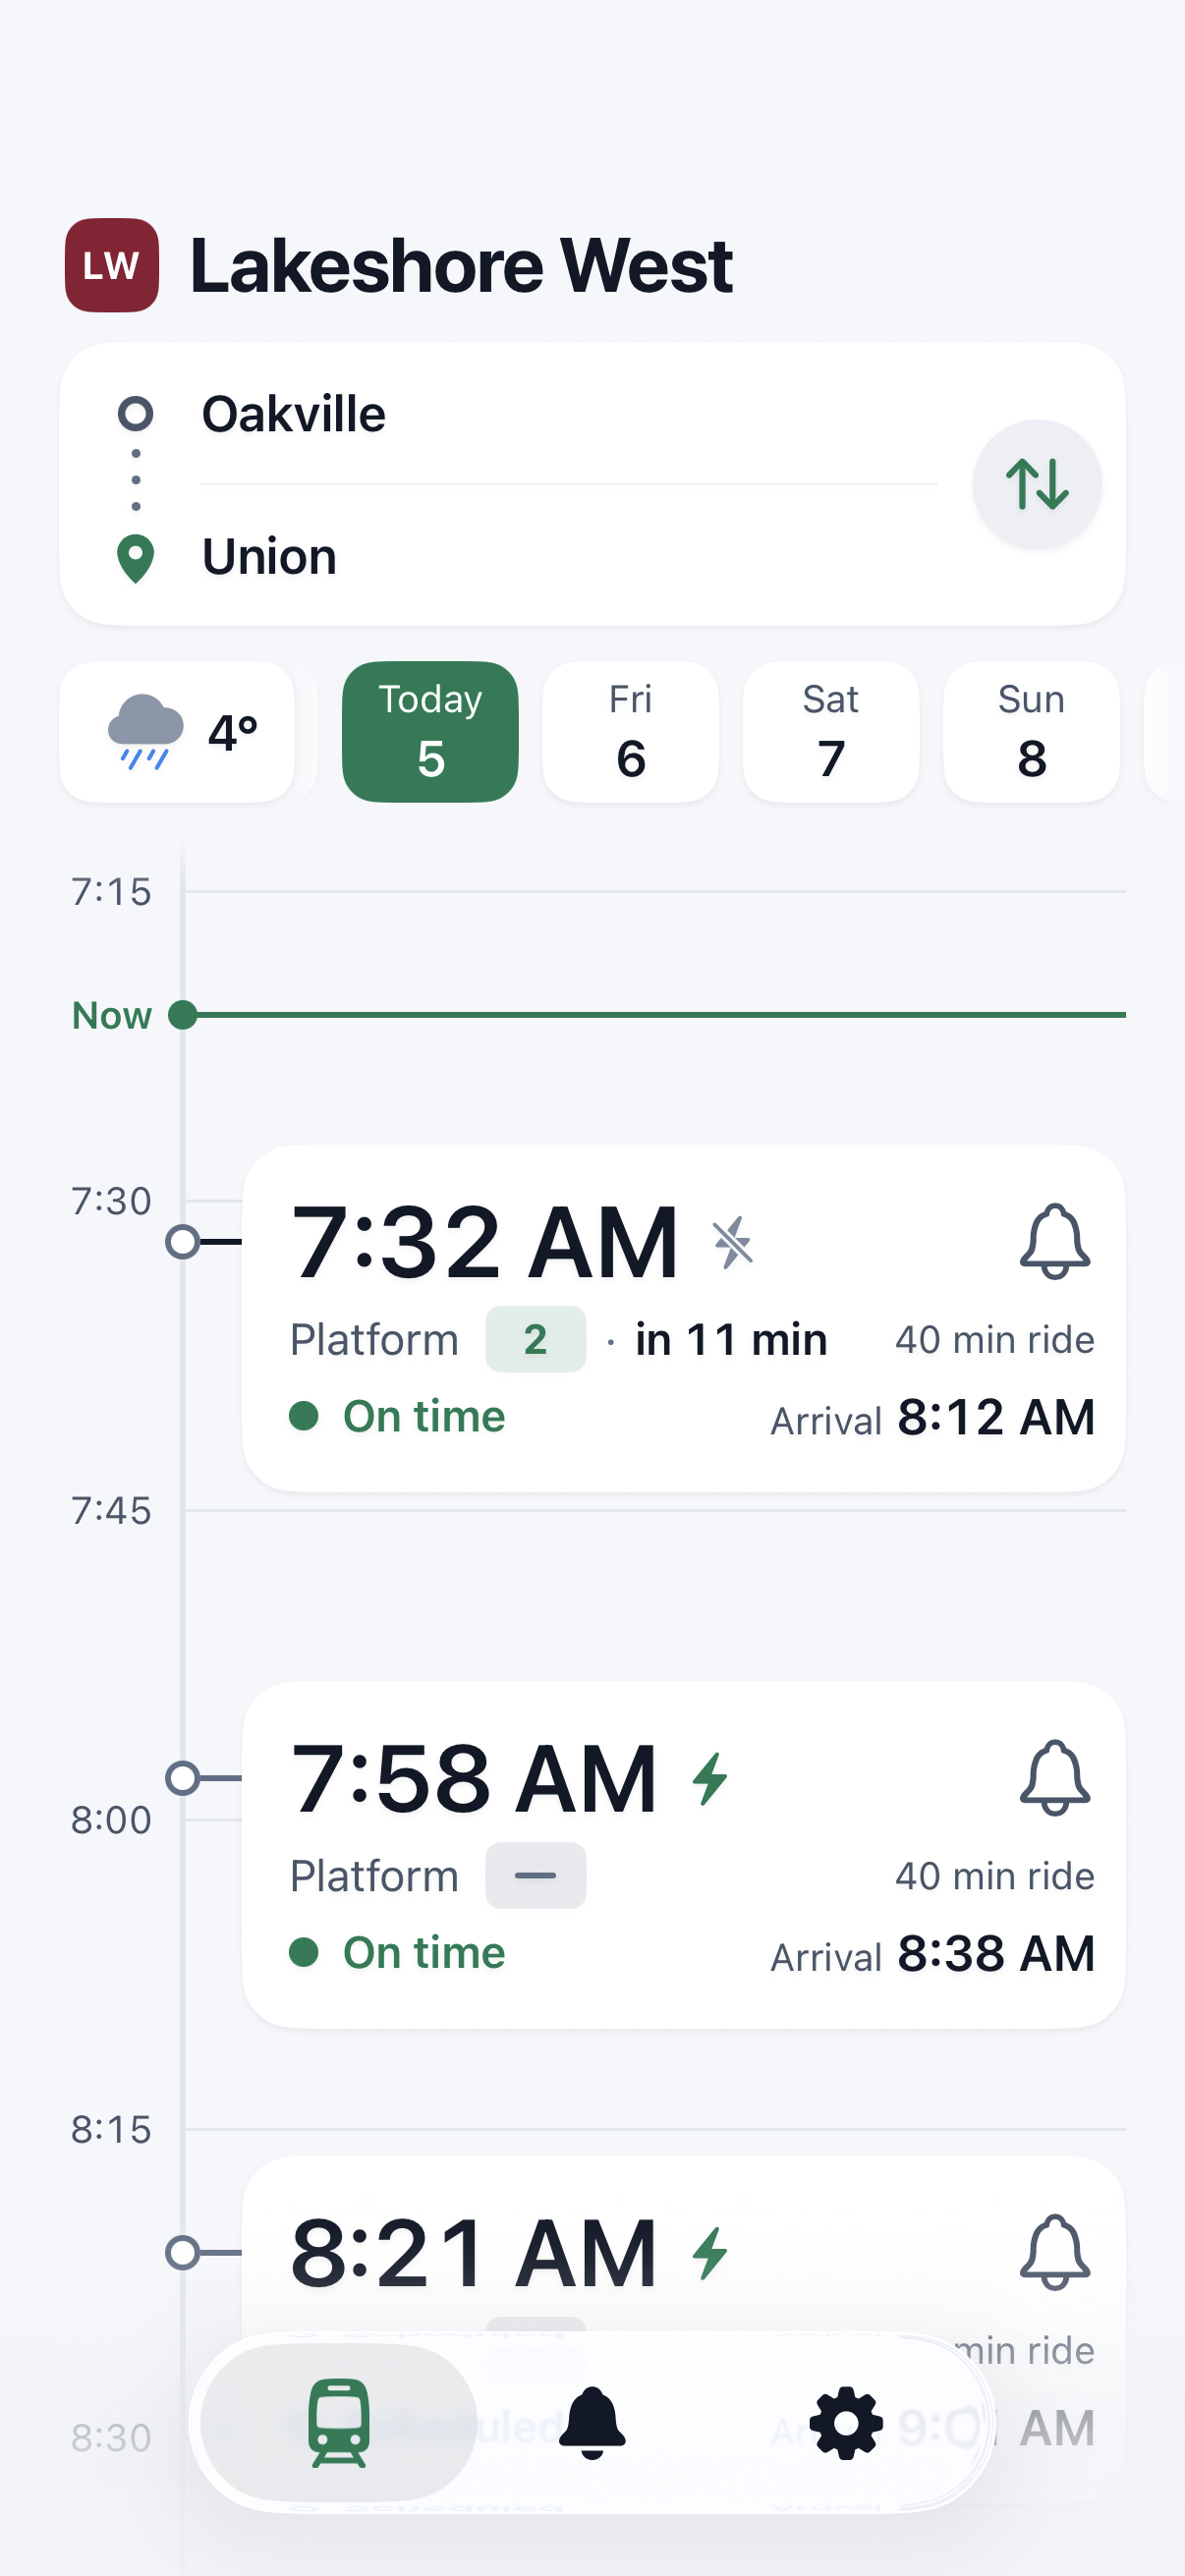 LW Lakeshore West
Oakville
Union
4°
Today
5
Fri
6
Sat
7
Sun
8
7:15
Now
7:30
7:32 AM
Platform 2 · in 11 min 40 min ride
On time Arrival 8:12 AM
7:45
7:58 AM
8:00
Platform — 40 min ride
On time Arrival 8:38 AM
8:15
8:21 AM
min ride
8:30
AM